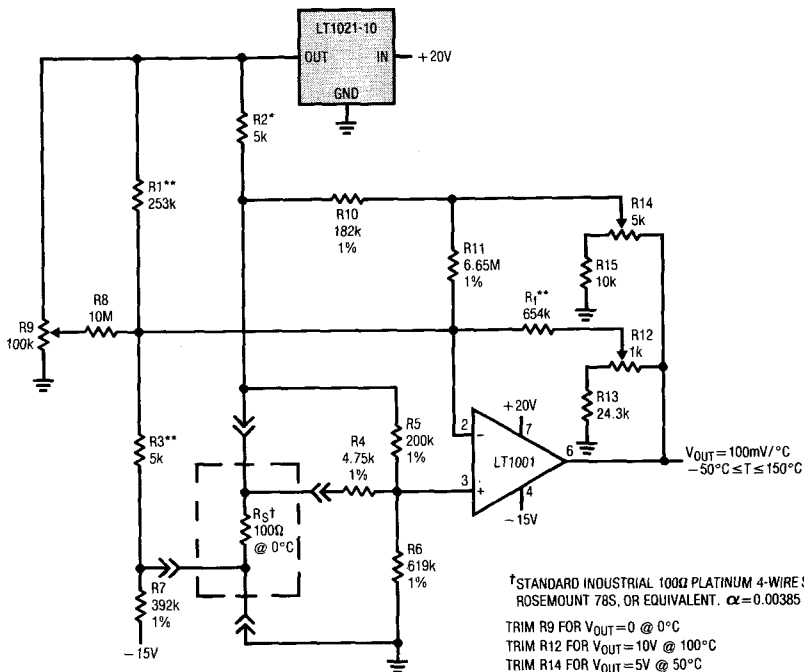 LT1021-10
OUT
IN
+20V
GND
R2*
5k
R1**
253k
R10
182k
1%
R14
5k
R11
6.65M
1%
R15
10k
R8
10M
R9
100k
Rf**
654k
R12
1k
R13
24.3k
R3**
5k
R5
200k
1%
R4
4.75k
1%
+20V
2
7
−
LT1001
6
3
+
4
−15V
VOUT=100mV/°C
−50°C≤T≤150°C
RS†
100Ω
@ 0°C
R6
619k
1%
R7
392k
1%
−15V
†STANDARD INDUSTRIAL 100Ω PLATINUM 4-WIRE S
ROSEMOUNT 78S, OR EQUIVALENT. α=0.00385
TRIM R9 FOR VOUT=0 @ 0°C
TRIM R12 FOR VOUT=10V @ 100°C
TRIM R14 FOR VOUT=5V @ 50°C